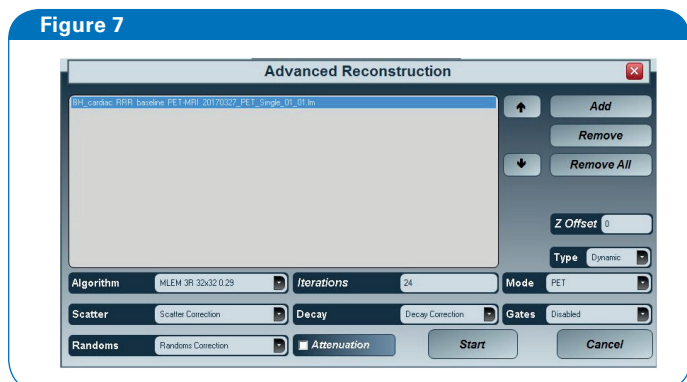 Figure 7
Advanced Reconstruction
BH_cardiac RRR baseline PET-MRI 20170327_PET_Single_01_01.lm
Add
Remove
Remove All
Z Offset 0
Type Dynamic
Algorithm MLEM 3R 32x32 0.29 Iterations 24 Mode PET
Scatter Scatter Correction Decay Decay Correction Gates Disabled
Randoms Randoms Correction Attenuation Start Cancel